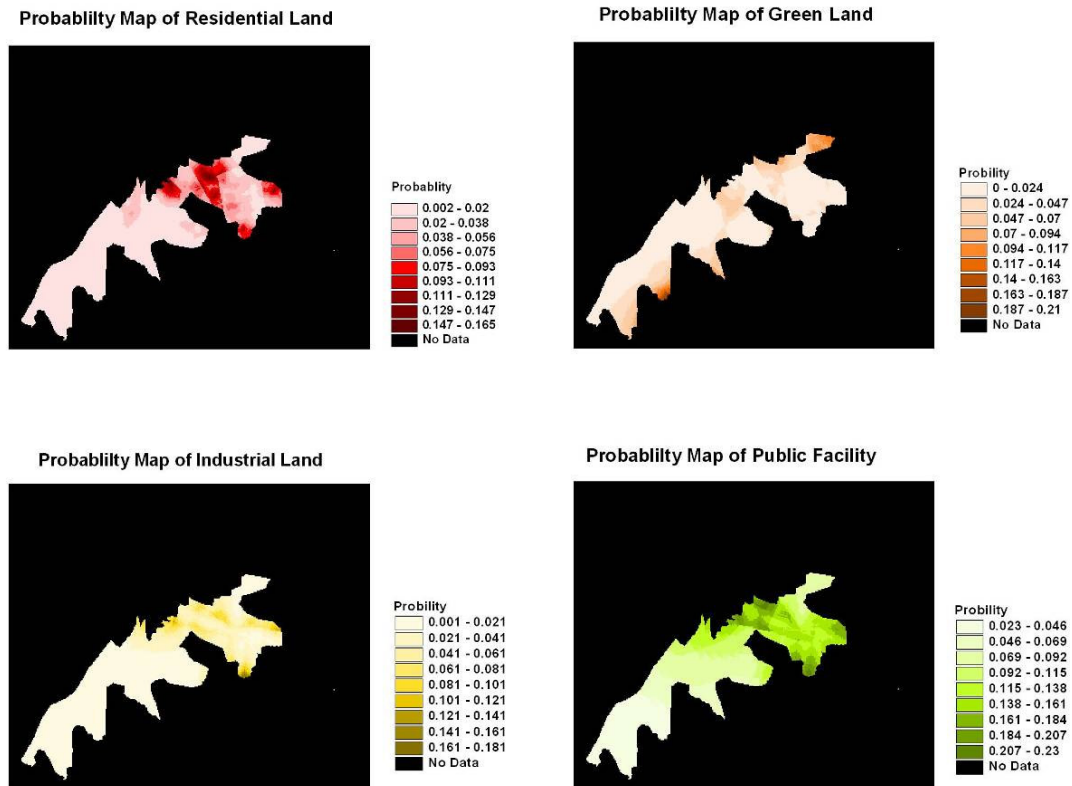 Probablilty Map of Residential Land
Probablity
0.002 - 0.02
0.02 - 0.038
0.038 - 0.056
0.056 - 0.075
0.075 - 0.093
0.093 - 0.111
0.111 - 0.129
0.129 - 0.147
0.147 - 0.165
No Data
Probablilty Map of Green Land
Probility
0 - 0.024
0.024 - 0.047
0.047 - 0.07
0.07 - 0.094
0.094 - 0.117
0.117 - 0.14
0.14 - 0.163
0.163 - 0.187
0.187 - 0.21
No Data
Probablilty Map of Industrial Land
Probility
0.001 - 0.021
0.021 - 0.041
0.041 - 0.061
0.061 - 0.081
0.081 - 0.101
0.101 - 0.121
0.121 - 0.141
0.141 - 0.161
0.161 - 0.181
No Data
Probablilty Map of Public Facility
Probility
0.023 - 0.046
0.046 - 0.069
0.069 - 0.092
0.092 - 0.115
0.115 - 0.138
0.138 - 0.161
0.161 - 0.184
0.184 - 0.207
0.207 - 0.23
No Data